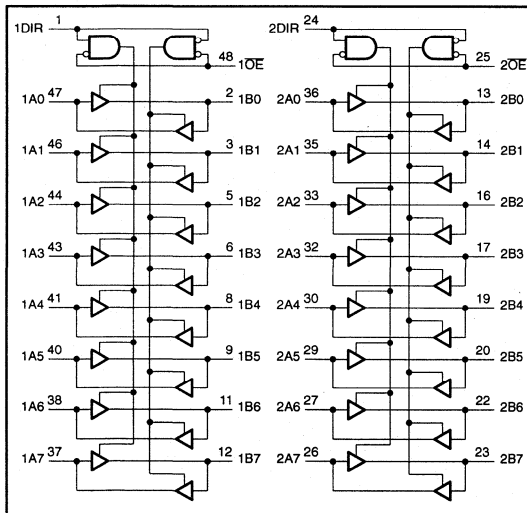 1DIR 1 2DIR 24
48 1O̅E̅ 25 2O̅E̅
1A0 47 2 1B0 2A0 36 13 2B0
1A1 46 3 1B1 2A1 35 14 2B1
1A2 44 5 1B2 2A2 33 16 2B2
1A3 43 6 1B3 2A3 32 17 2B3
1A4 41 8 1B4 2A4 30 19 2B4
1A5 40 9 1B5 2A5 29 20 2B5
1A6 38 11 1B6 2A6 27 22 2B6
1A7 37 12 1B7 2A7 26 23 2B7